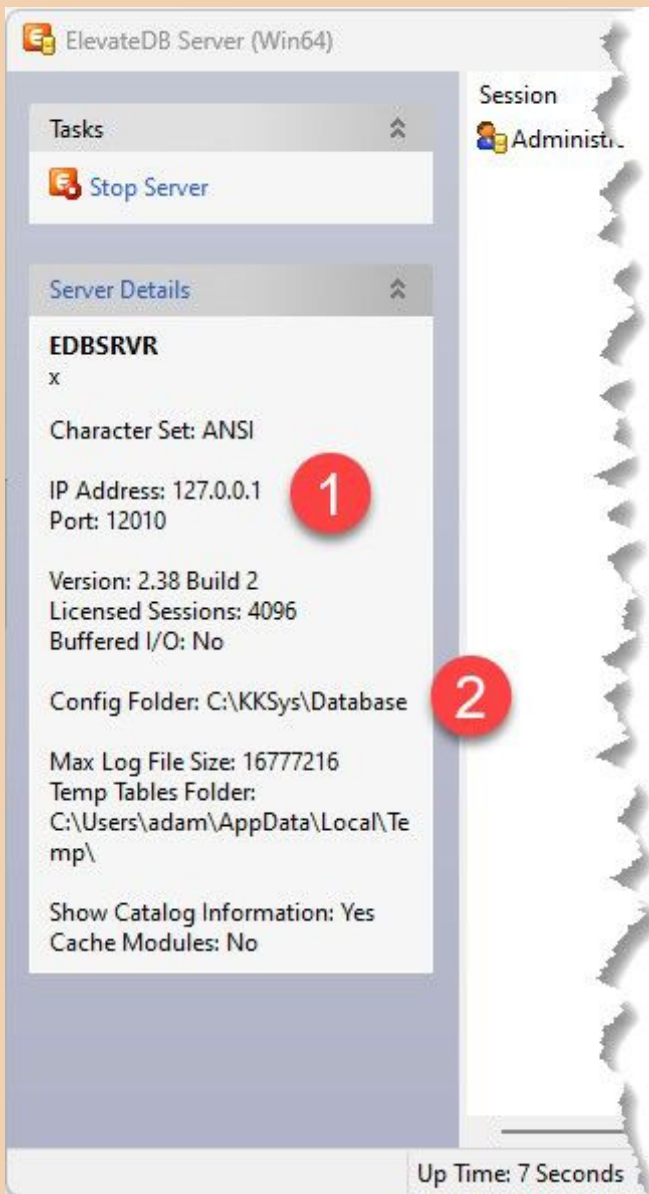 ElevateDB Server (Win64)
Tasks
Stop Server
Server Details
EDBSRVR
x
Character Set: ANSI
IP Address: 127.0.0.1
Port: 12010
1
Version: 2.38 Build 2
Licensed Sessions: 4096
Buffered I/O: No
Config Folder: C:\KKSys\Database
2
Max Log File Size: 16777216
Temp Tables Folder:
C:\Users\adam\AppData\Local\Te
mp\
Show Catalog Information: Yes
Cache Modules: No
Session
Up Time: 7 Seconds